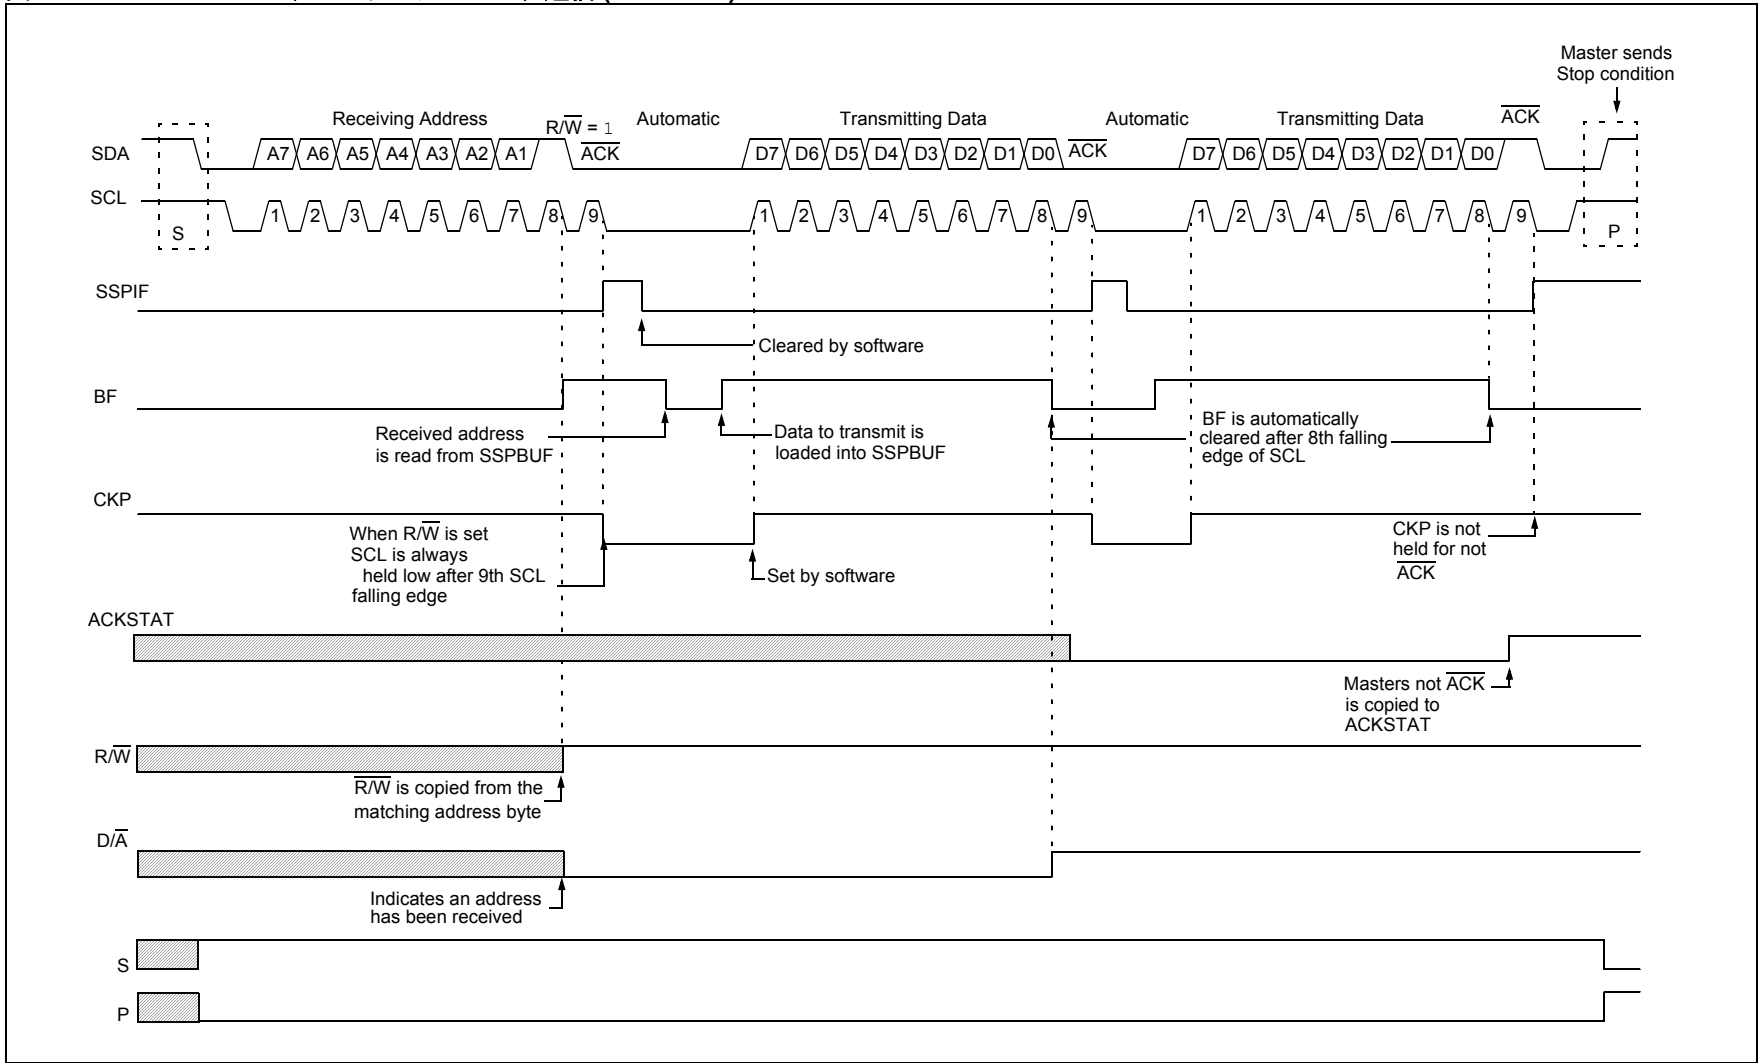 Master sends
Stop condition
Receiving Address
R/W = 1
Automatic
Transmitting Data
Automatic
Transmitting Data
ACK
SDA
A7 A6 A5 A4 A3 A2 A1
ACK
D7 D6 D5 D4 D3 D2 D1 D0
ACK
D7 D6 D5 D4 D3 D2 D1 D0
SCL
S
1 2 3 4 5 6 7 8 9
1 2 3 4 5 6 7 8 9
1 2 3 4 5 6 7 8 9
P
SSPIF
Cleared by software
BF
Received address
is read from SSPBUF
Data to transmit is
loaded into SSPBUF
BF is automatically
cleared after 8th falling
edge of SCL
CKP
When R/W is set
SCL is always
held low after 9th SCL
falling edge
Set by software
CKP is not
held for not
ACK
ACKSTAT
Masters not ACK
is copied to
ACKSTAT
R/W
R/W is copied from the
matching address byte
D/A
Indicates an address
has been received
S
P